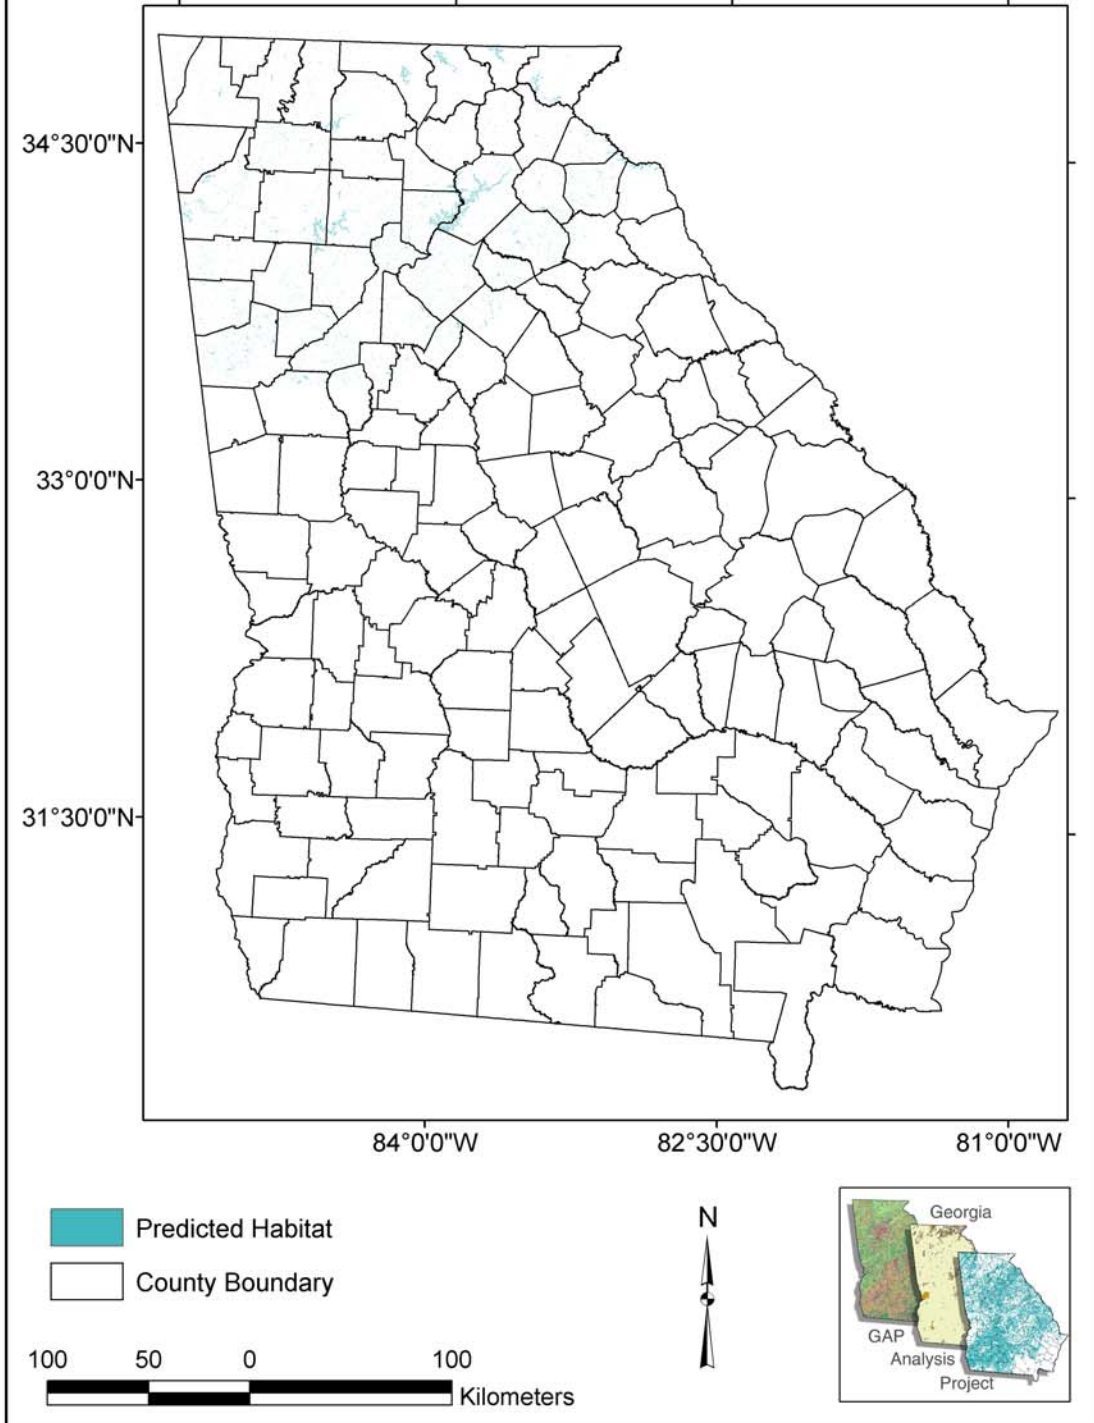 34°30'0"N
33°0'0"N
31°30'0"N
84°0'0"W 82°30'0"W 81°0'0"W
Predicted Habitat
County Boundary
N
100 50 0 100
Kilometers
Georgia
GAP
Analysis
Project